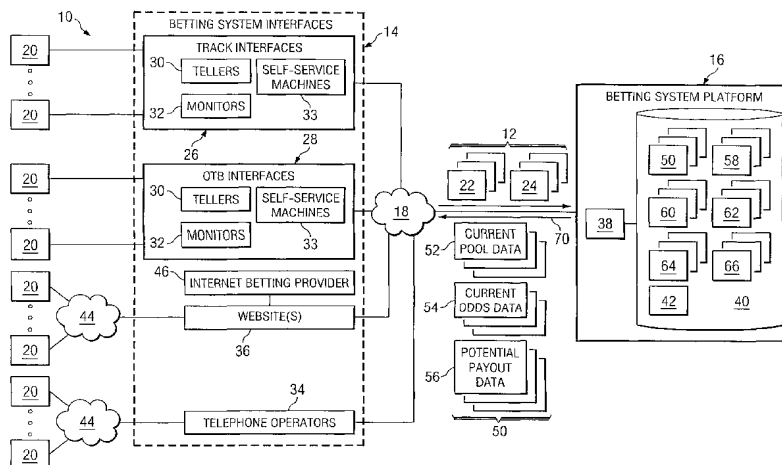 10
BETTING SYSTEM INTERFACES
14
20
20
TRACK INTERFACES
30
TELLERS
SELF-SERVICE
MACHINES
32
MONITORS
33
26
28
20
20
OTB INTERFACES
30
TELLERS
SELF-SERVICE
MACHINES
32
MONITORS
33
46
INTERNET BETTING PROVIDER
20
20
44
WEBSITE(S)
36
34
20
20
44
TELEPHONE OPERATORS
18
12
22
24
70
52
CURRENT
POOL DATA
54
CURRENT
ODDS DATA
56
POTENTIAL
PAYOUT
DATA
50
16
BETTING SYSTEM PLATFORM
38
50
58
60
62
64
66
42
40